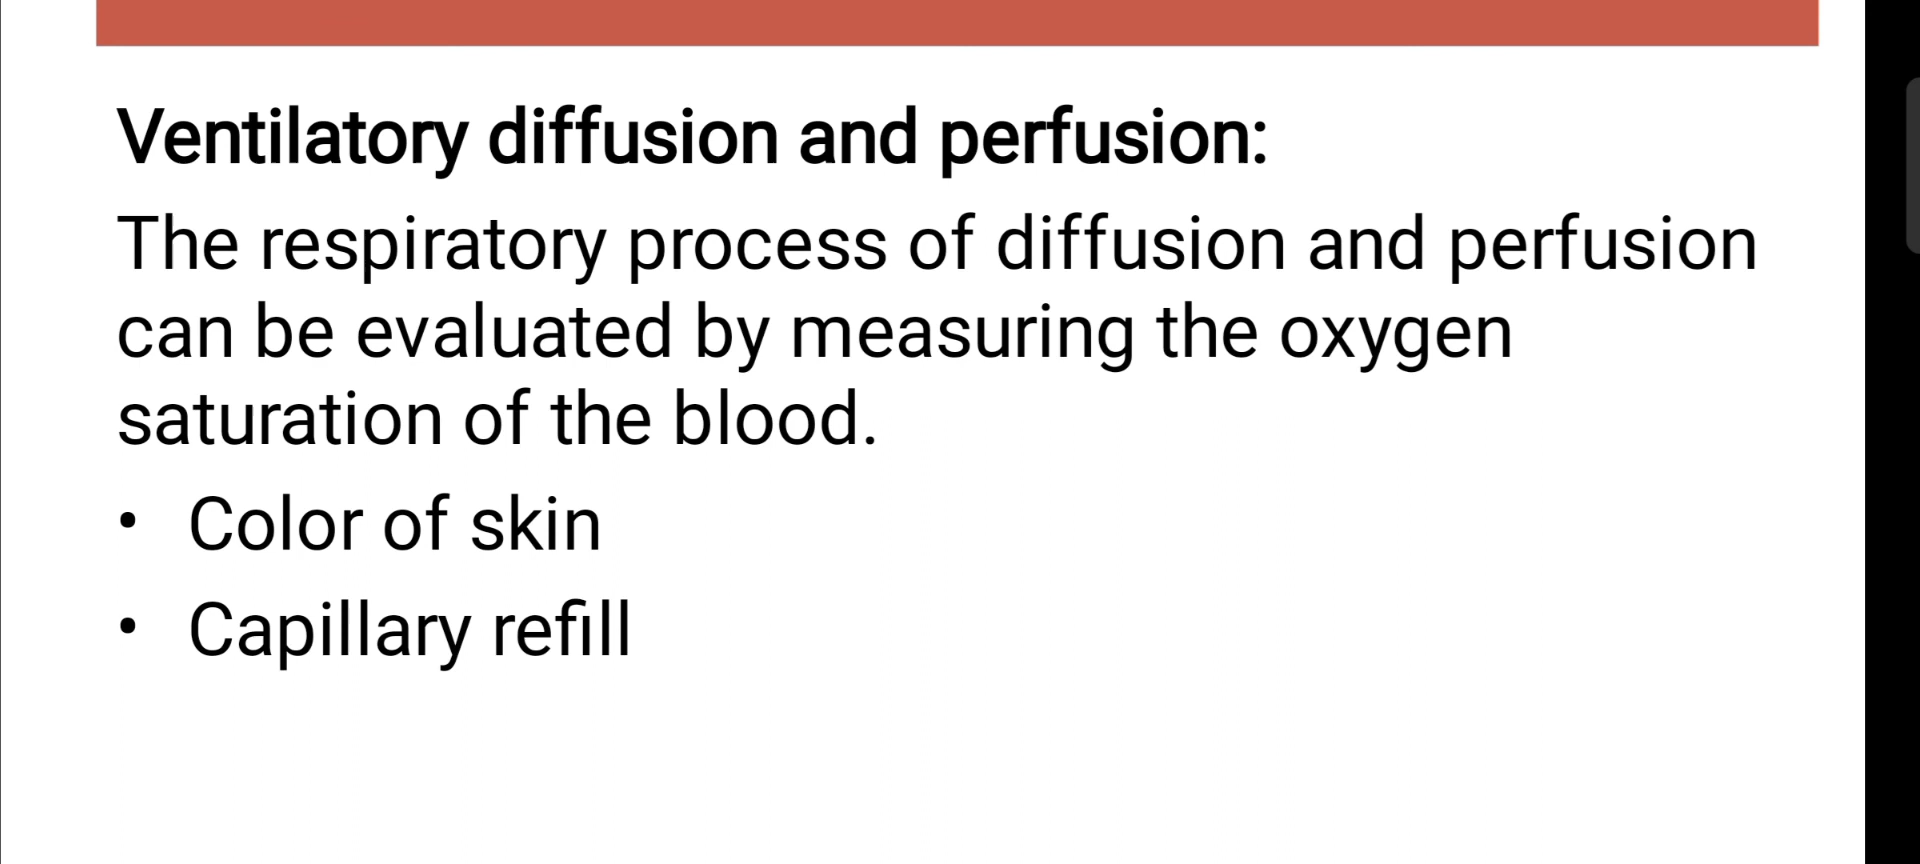 Ventilatory diffusion and perfusion:
The respiratory process of diffusion and perfusion
can be evaluated by measuring the oxygen
saturation of the blood.
• Color of skin
• Capillary refill